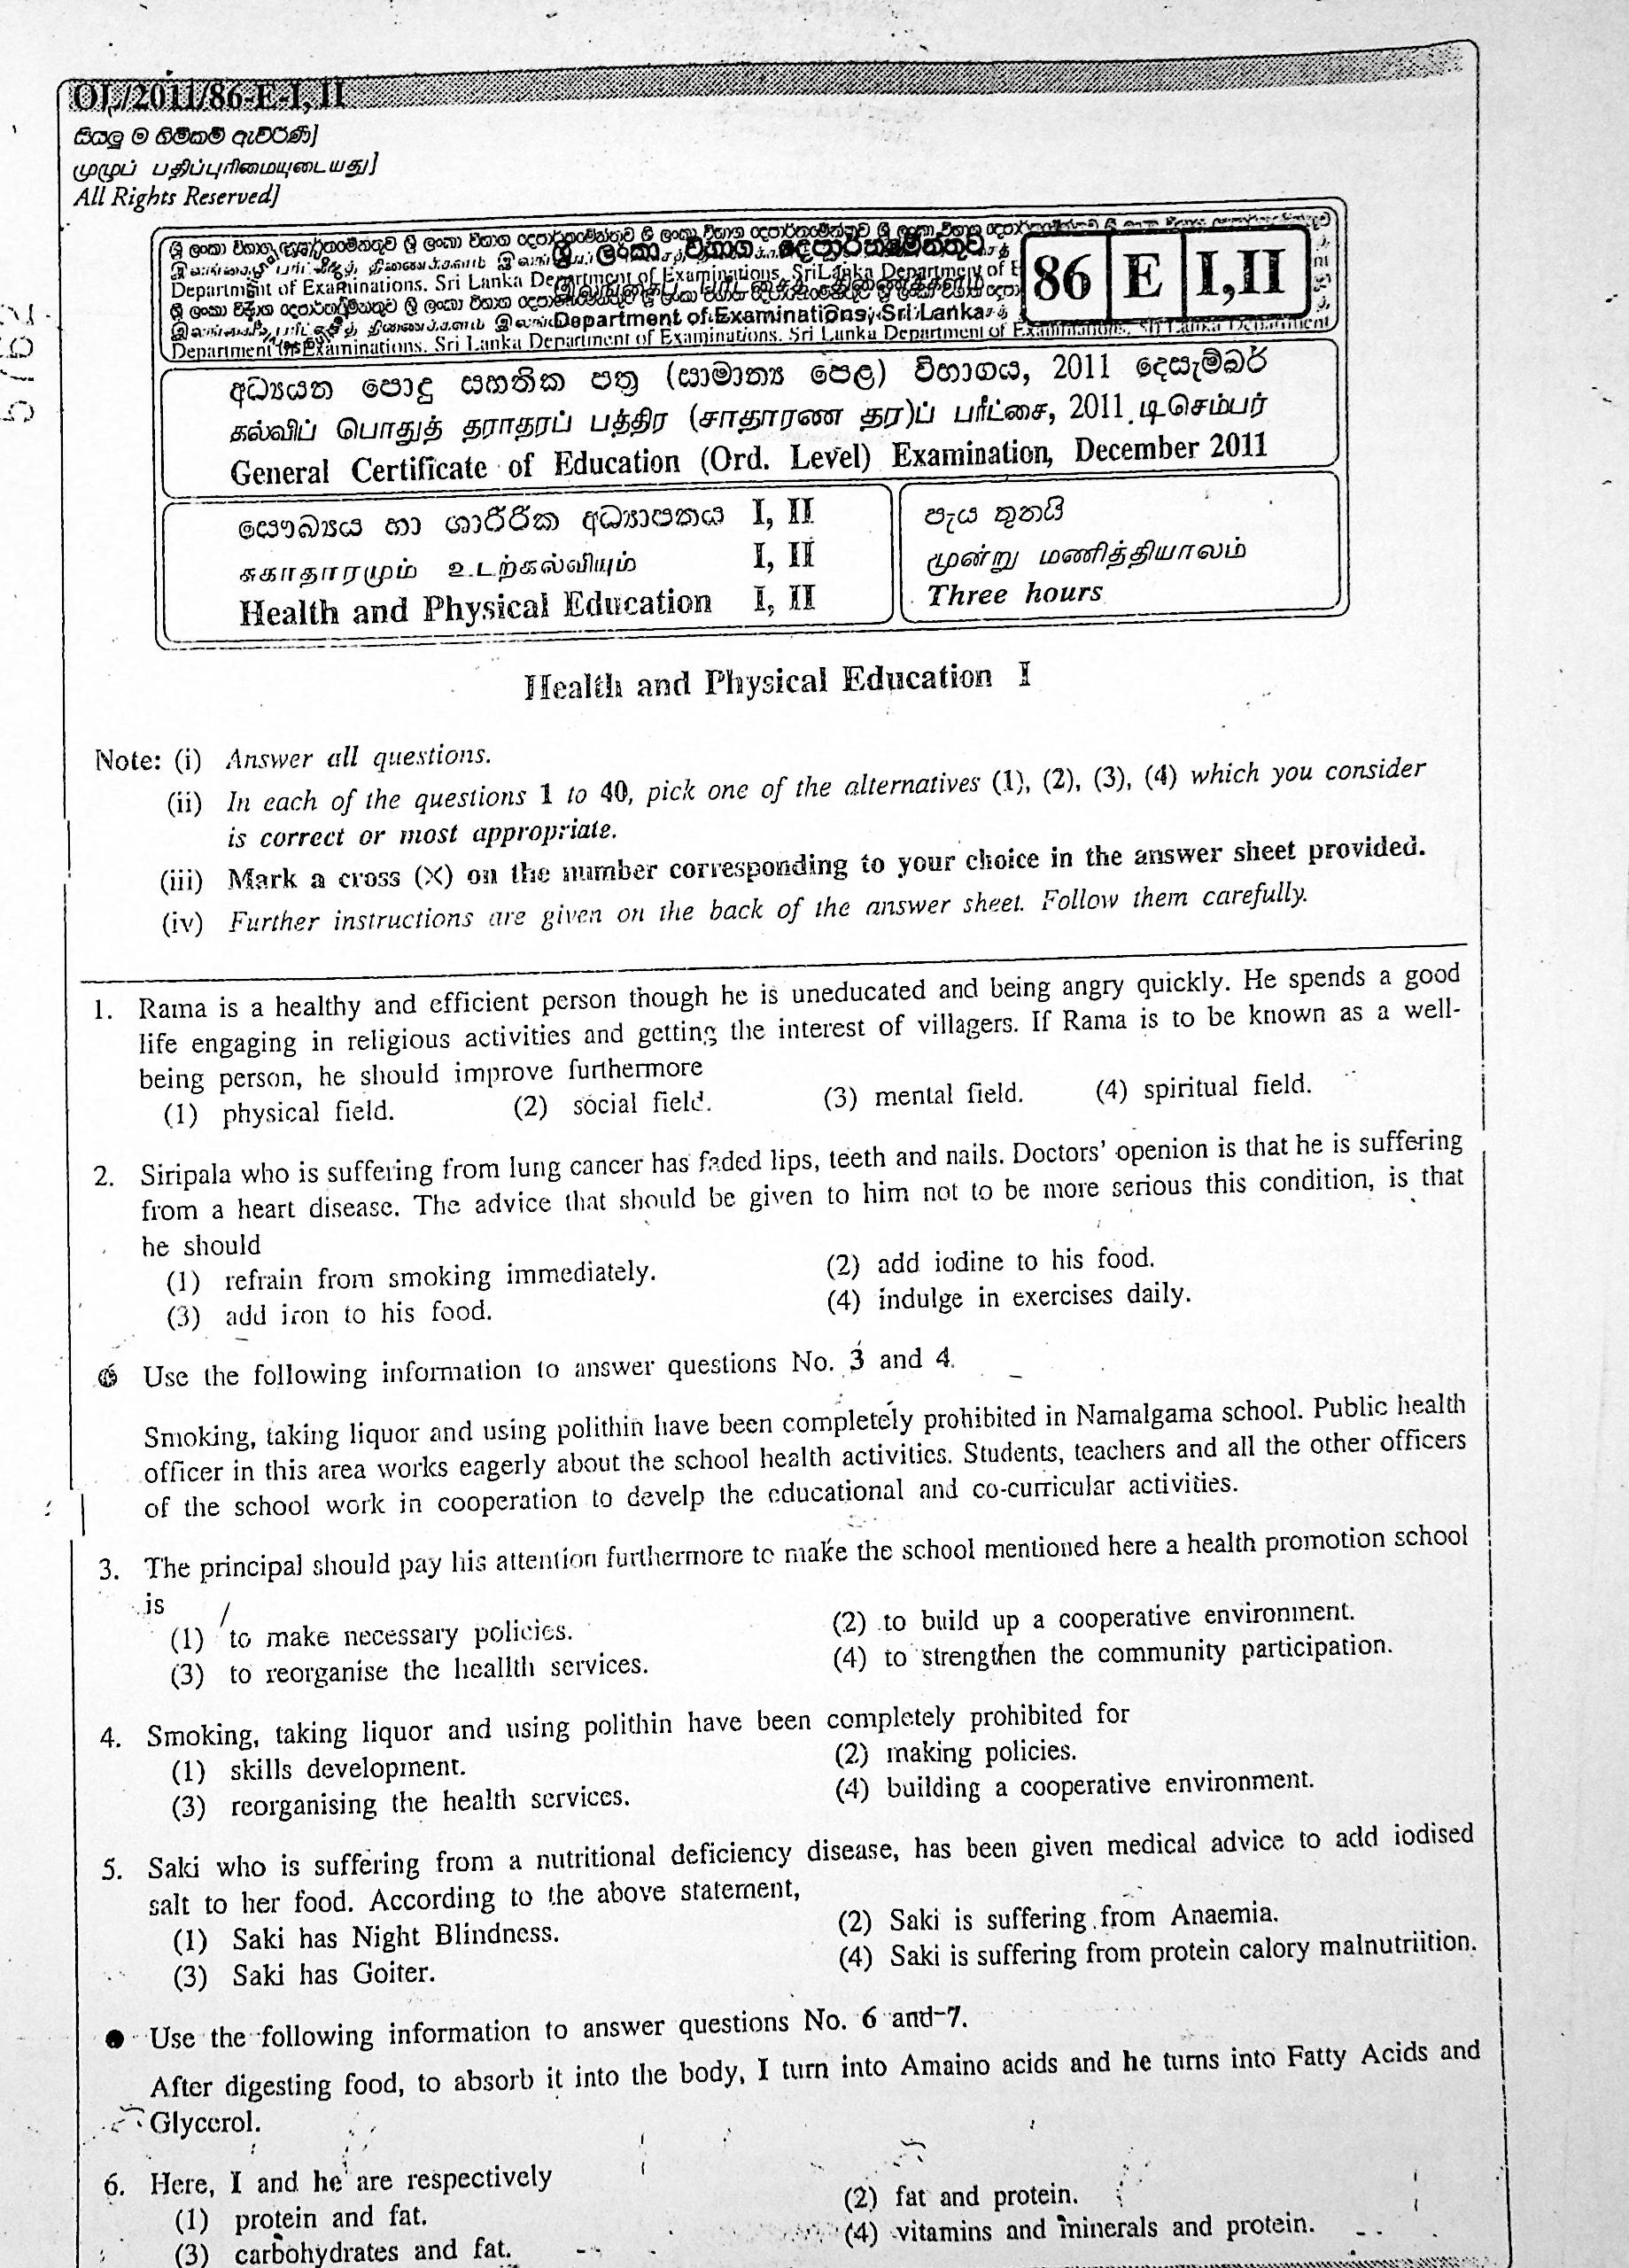 OL/2011/86-E-I, II
සියලු ම හිමිකම් ඇවිරිණි]
முழுப் பதிப்புரிமையுடையது]
All Rights Reserved]
ශ්‍රී ලංකා විභාග දෙපාර්තමේන්තුව
இலங்கைப் பரீட்சைத் திணைக்களம்
Department of Examinations, Sri Lanka
86 E I, II
අධ්‍යයන පොදු සහතික පත්‍ර (සාමාන්‍ය පෙළ) විභාගය, 2011 දෙසැම්බර්
கல்விப் பொதுத் தராதரப் பத்திர (சாதாரண தர)ப் பரீட்சை, 2011 டிசெம்பர்
General Certificate of Education (Ord. Level) Examination, December 2011
සෞඛ්‍යය හා ශාරීරික අධ්‍යාපනය I, II
சுகாதாரமும் உடற்கல்வியும் I, II
Health and Physical Education I, II
පැය තුනයි
மூன்று மணித்தியாலம்
Three hours
Health and Physical Education I
Note: (i) Answer all questions.
(ii) In each of the questions 1 to 40, pick one of the alternatives (1), (2), (3), (4) which you consider
is correct or most appropriate.
(iii) Mark a cross (X) on the number corresponding to your choice in the answer sheet provided.
(iv) Further instructions are given on the back of the answer sheet. Follow them carefully.
1. Rama is a healthy and efficient person though he is uneducated and being angry quickly. He spends a good
life engaging in religious activities and getting the interest of villagers. If Rama is to be known as a well-
being person, he should improve furthermore
(1) physical field. (2) social field. (3) mental field. (4) spiritual field.
2. Siripala who is suffering from lung cancer has faded lips, teeth and nails. Doctors' openion is that he is suffering
from a heart disease. The advice that should be given to him not to be more serious this condition, is that
he should
(1) refrain from smoking immediately. (2) add iodine to his food.
(3) add iron to his food. (4) indulge in exercises daily.
Use the following information to answer questions No. 3 and 4.
Smoking, taking liquor and using polithin have been completely prohibited in Namalgama school. Public health
officer in this area works eagerly about the school health activities. Students, teachers and all the other officers
of the school work in cooperation to develp the educational and co-curricular activities.
3. The principal should pay his attention furthermore to make the school mentioned here a health promotion school
is
(1) to make necessary policies. (2) to build up a cooperative environment.
(3) to reorganise the heallth services. (4) to strengthen the community participation.
4. Smoking, taking liquor and using polithin have been completely prohibited for
(1) skills development. (2) making policies.
(3) reorganising the health services. (4) building a cooperative environment.
5. Saki who is suffering from a nutritional deficiency disease, has been given medical advice to add iodised
salt to her food. According to the above statement,
(1) Saki has Night Blindness. (2) Saki is suffering from Anaemia.
(3) Saki has Goiter. (4) Saki is suffering from protein calory malnutriition.
● Use the following information to answer questions No. 6 and 7.
After digesting food, to absorb it into the body, I turn into Amaino acids and he turns into Fatty Acids and
Glycerol.
6. Here, I and he are respectively
(1) protein and fat. (2) fat and protein.
(3) carbohydrates and fat. (4) vitamins and minerals and protein.